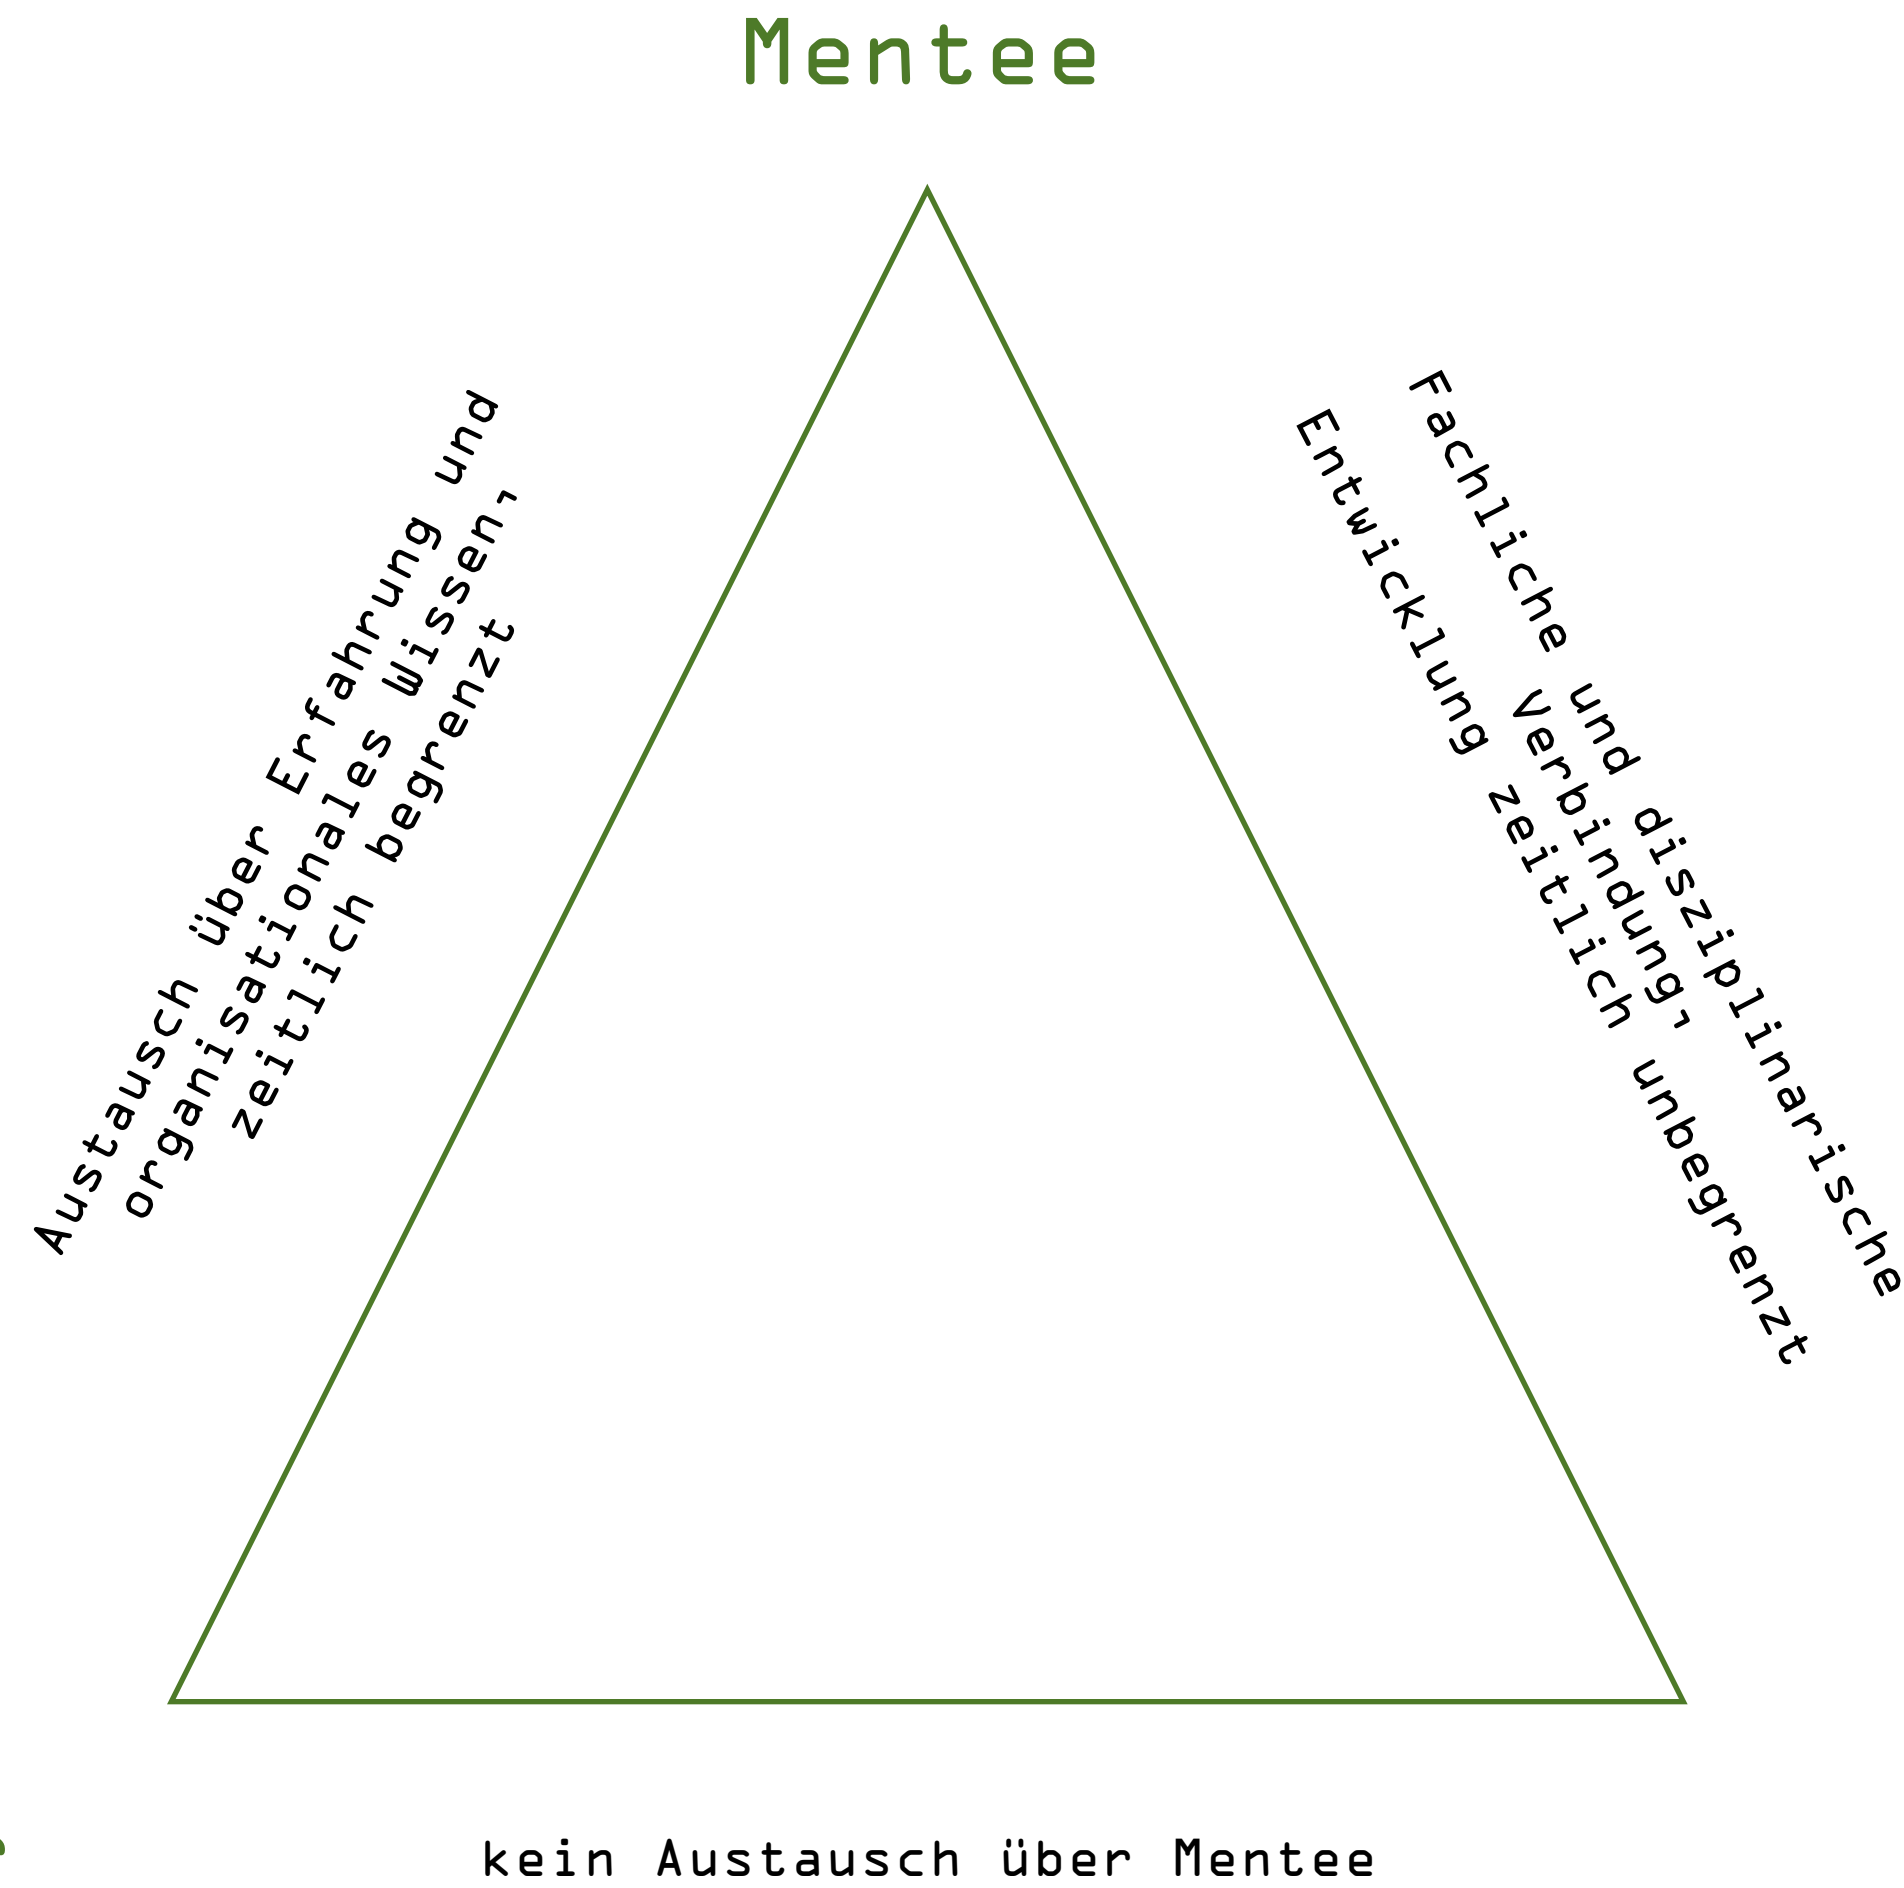 Mentee
Austausch über Erfahrung und
organisationales Wissen,
zeitlich begrenzt
Fachliche und disziplinarische
Verbindung,
Entwicklung zeitlich unbegrenzt
kein Austausch über Mentee